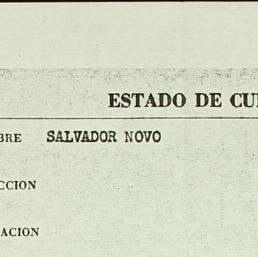 ESTADO DE CU
BRE SALVADOR NOVO
CCION
ACION